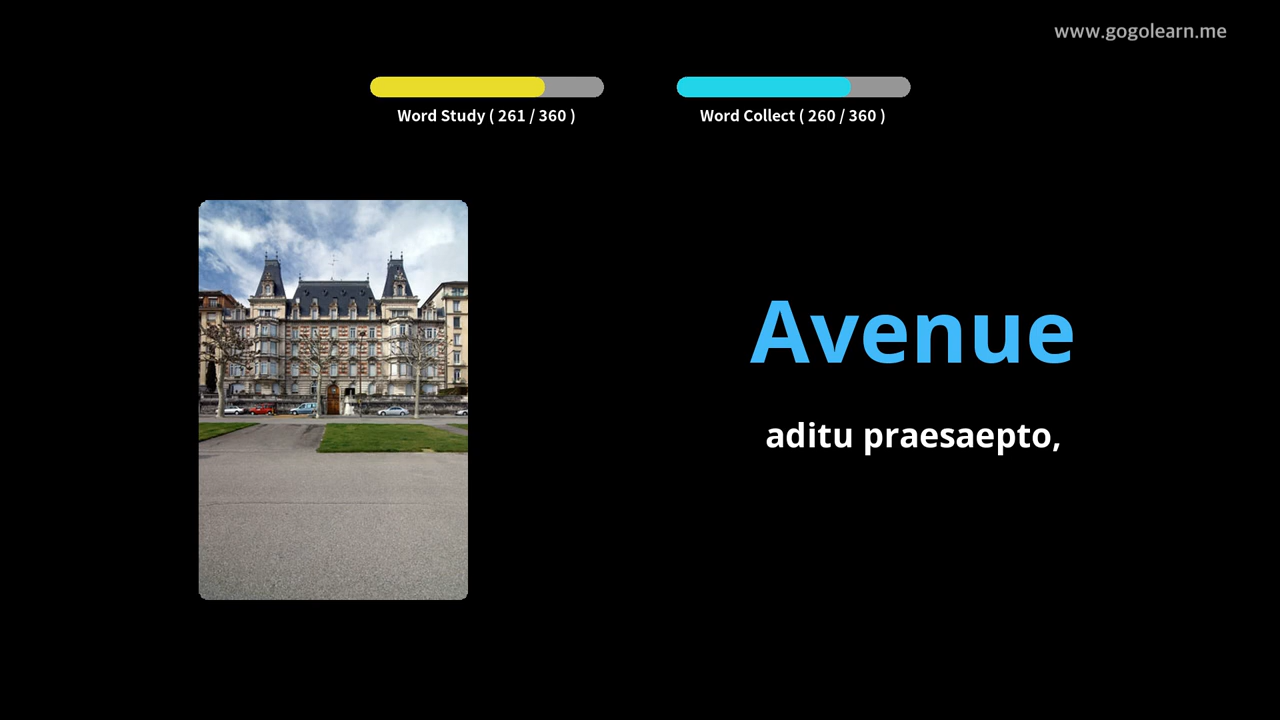 www.gogolearn.me
Word Study ( 261 / 360 )
Word Collect ( 260 / 360 )
Avenue
aditu praesaepto,